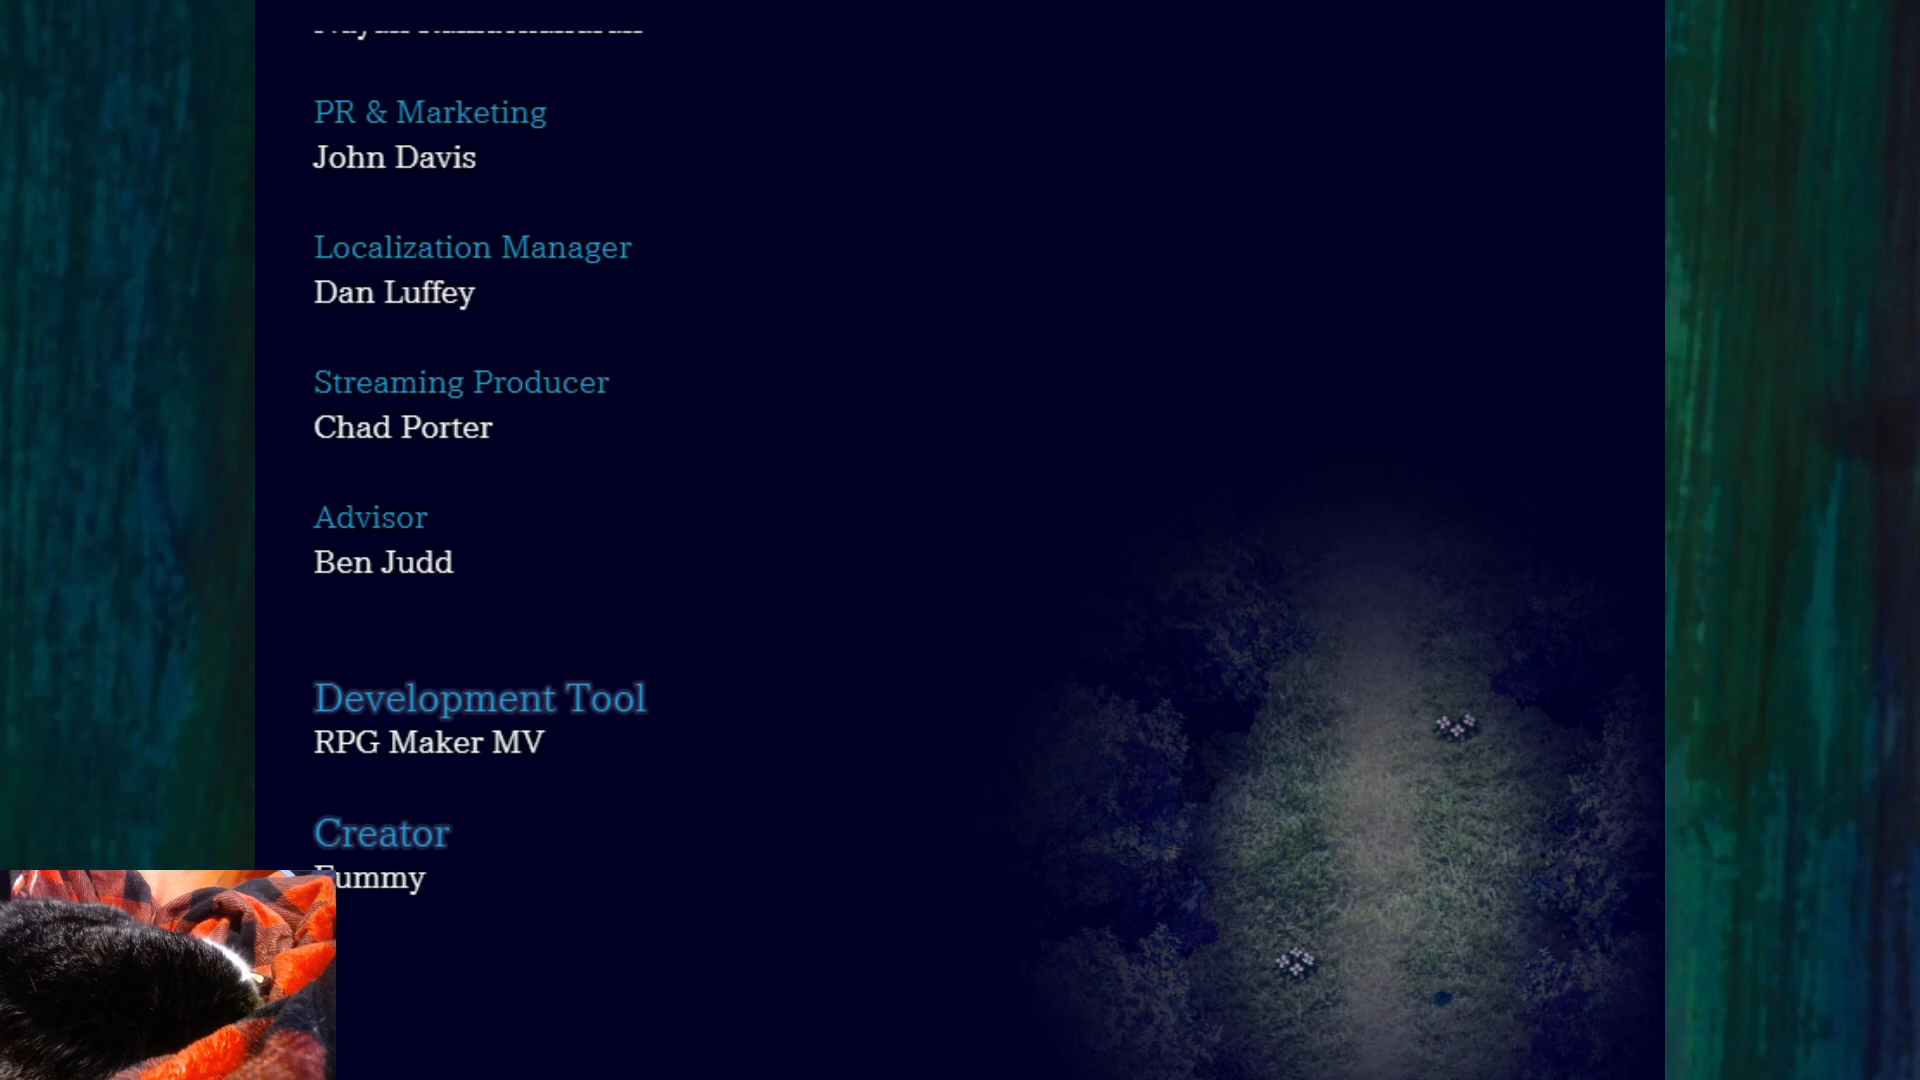 PR & Marketing
John Davis
Localization Manager
Dan Luffey
Streaming Producer
Chad Porter
Advisor
Ben Judd
Development Tool
RPG Maker MV
Creator
Fummy